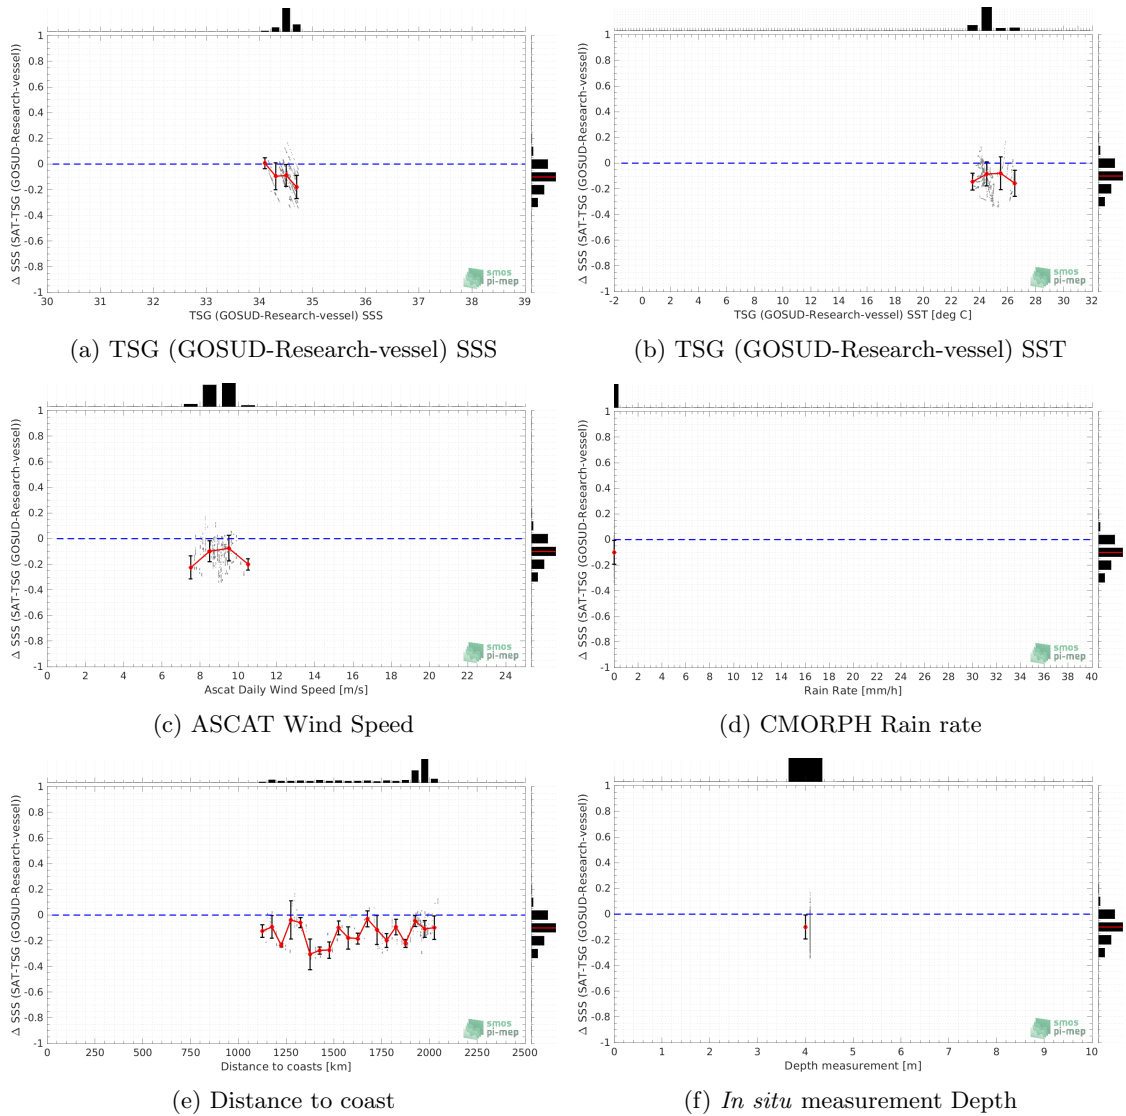 Δ SSS (SAT-TSG (GOSUD-Research-vessel))
1
0.8
0.6
0.4
0.2
0
-0.2
-0.4
-0.6
-0.8
-1
30 31 32 33 34 35 36 37 38 39
TSG (GOSUD-Research-vessel) SSS
smos
pi-mep
(a) TSG (GOSUD-Research-vessel) SSS
Δ SSS (SAT-TSG (GOSUD-Research-vessel))
1
0.8
0.6
0.4
0.2
0
-0.2
-0.4
-0.6
-0.8
-1
-2 0 2 4 6 8 10 12 14 16 18 20 22 24 26 28 30 32
TSG (GOSUD-Research-vessel) SST [deg C]
smos
pi-mep
(b) TSG (GOSUD-Research-vessel) SST
Δ SSS (SAT-TSG (GOSUD-Research-vessel))
1
0.8
0.6
0.4
0.2
0
-0.2
-0.4
-0.6
-0.8
-1
0 2 4 6 8 10 12 14 16 18 20 22 24
Ascat Daily Wind Speed [m/s]
smos
pi-mep
(c) ASCAT Wind Speed
Δ SSS (SAT-TSG (GOSUD-Research-vessel))
1
0.8
0.6
0.4
0.2
0
-0.2
-0.4
-0.6
-0.8
-1
0 2 4 6 8 10 12 14 16 18 20 22 24 26 28 30 32 34 36 38 40
Rain Rate [mm/h]
smos
pi-mep
(d) CMORPH Rain rate
Δ SSS (SAT-TSG (GOSUD-Research-vessel))
1
0.8
0.6
0.4
0.2
0
-0.2
-0.4
-0.6
-0.8
-1
0 250 500 750 1000 1250 1500 1750 2000 2250 2500
Distance to coasts [km]
smos
pi-mep
(e) Distance to coast
Δ SSS (SAT-TSG (GOSUD-Research-vessel))
1
0.8
0.6
0.4
0.2
0
-0.2
-0.4
-0.6
-0.8
-1
0 1 2 3 4 5 6 7 8 9 10
Depth measurement [m]
smos
pi-mep
(f) In situ measurement Depth